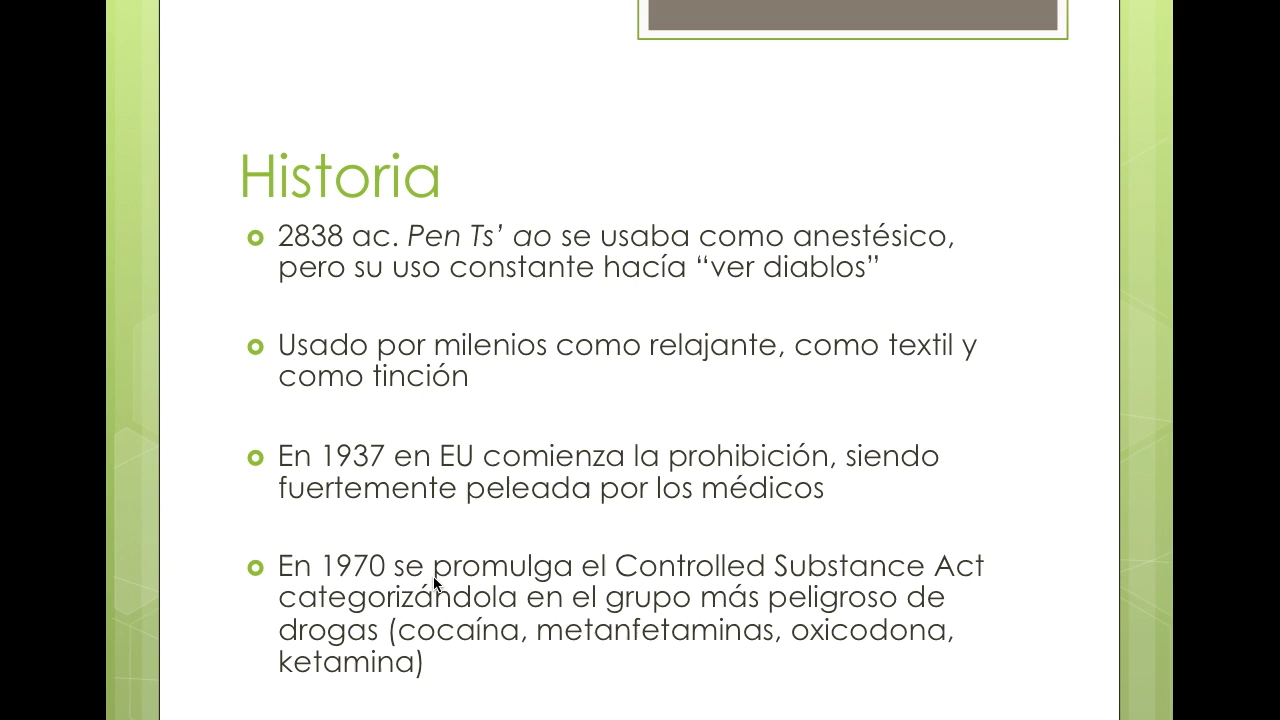 Historia
2838 ac. Pen Ts’ ao se usaba como anestésico,
pero su uso constante hacía “ver diablos”
Usado por milenios como relajante, como textil y
como tinción
En 1937 en EU comienza la prohibición, siendo
fuertemente peleada por los médicos
En 1970 se promulga el Controlled Substance Act
categorizándola en el grupo más peligroso de
drogas (cocaína, metanfetaminas, oxicodona,
ketamina)